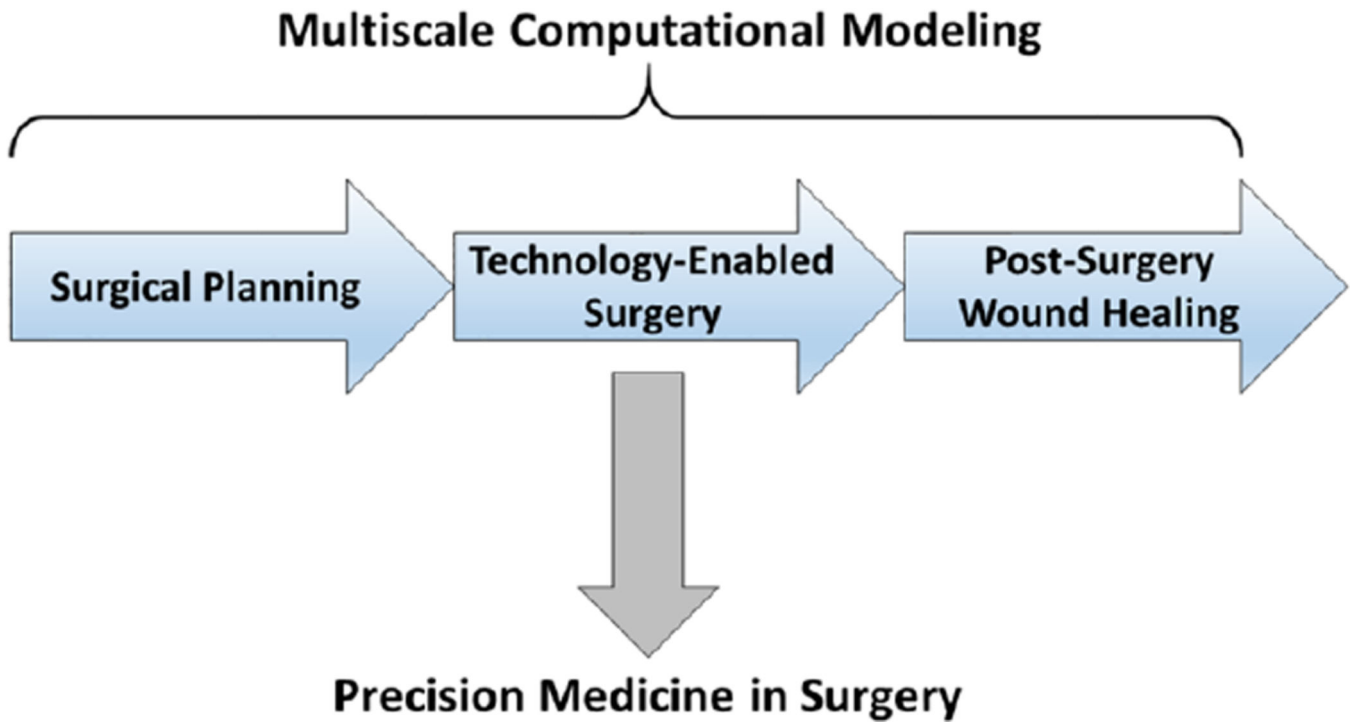 Multiscale Computational Modeling
Surgical Planning
Technology-Enabled
Surgery
Post-Surgery
Wound Healing
Precision Medicine in Surgery